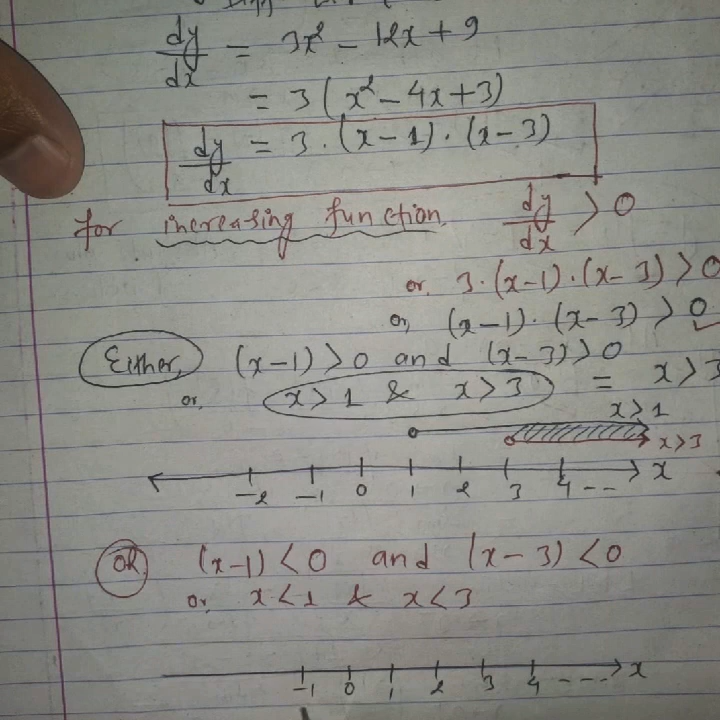 dy/dx = 3x² - 12x + 9
= 3(x² - 4x + 3)
dy/dx = 3·(x - 1)·(x - 3)
for increasing function dy/dx > 0
or, 3·(x - 1)·(x - 3) > 0
or, (x - 1)·(x - 3) > 0
Either, (x - 1) > 0 and (x - 3) > 0
or, x > 1 & x > 3 = x > 3
x > 1
x > 3
-2 -1 0 1 2 3 4 -- x
OR (x - 1) < 0 and (x - 3) < 0
or, x < 1 & x < 3
-1 0 1 2 3 4 ---- x